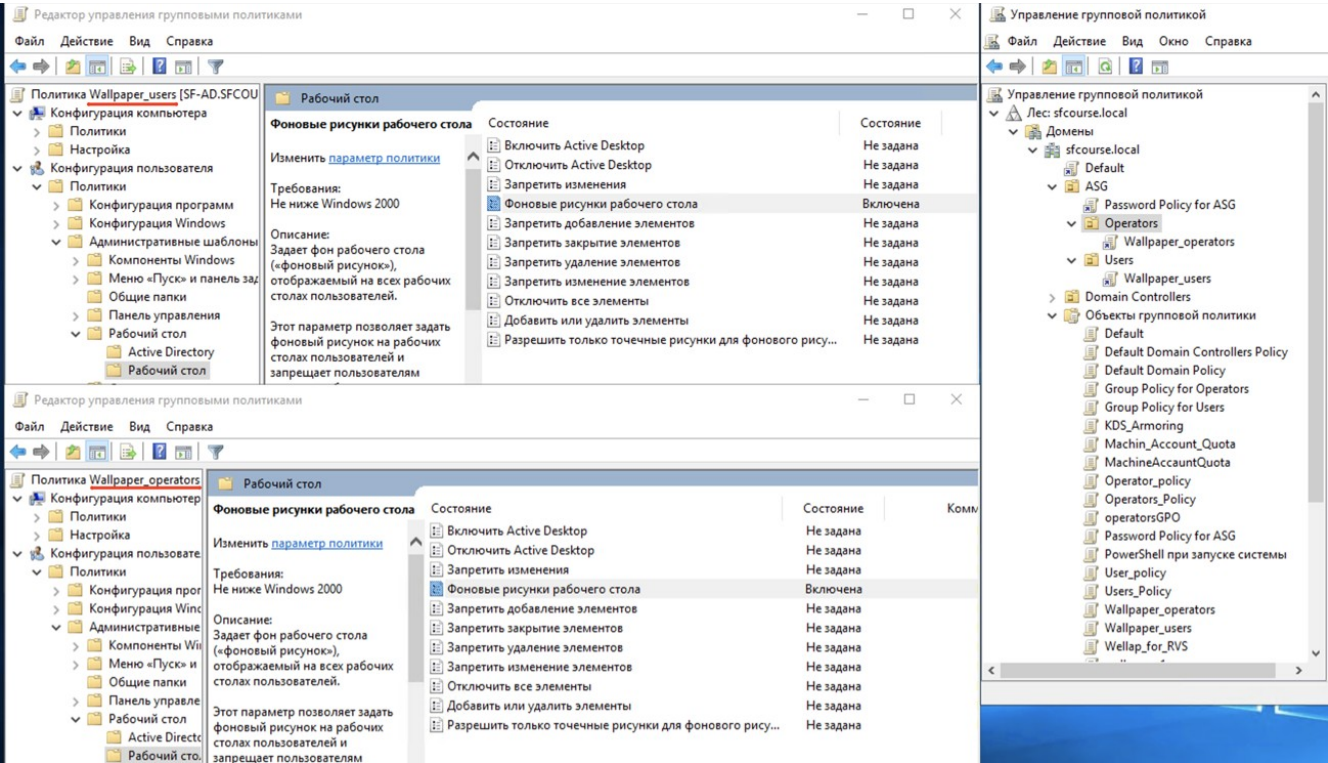 Редактор управления групповыми политиками
Файл Действие Вид Справка
Политика Wallpaper_users [SF-AD.SFCOU
Конфигурация компьютера
Политики
Настройка
Конфигурация пользователя
Политики
Конфигурация программ
Конфигурация Windows
Административные шаблоны
Компоненты Windows
Меню «Пуск» и панель зад
Общие папки
Панель управления
Рабочий стол
Active Directory
Рабочий стол
Рабочий стол
Фоновые рисунки рабочего стола
Изменить параметр политики
Требования:
Не ниже Windows 2000
Описание:
Задает фон рабочего стола
(«фоновый рисунок»),
отображаемый на всех рабочих
столах пользователей.
Этот параметр позволяет задать
фоновый рисунок на рабочих
столах пользователей и
запрещает пользователям
Состояние Состояние
Включить Active Desktop Не задана
Отключить Active Desktop Не задана
Запретить изменения Не задана
Фоновые рисунки рабочего стола Включена
Запретить добавление элементов Не задана
Запретить закрытие элементов Не задана
Запретить удаление элементов Не задана
Запретить изменение элементов Не задана
Отключить все элементы Не задана
Добавить или удалить элементы Не задана
Разрешить только точечные рисунки для фонового рису... Не задана
Редактор управления групповыми политиками
Файл Действие Вид Справка
Политика Wallpaper_operators
Конфигурация компьютер
Политики
Настройка
Конфигурация пользовате
Политики
Конфигурация прог
Конфигурация Winc
Административные
Компоненты Wii
Меню «Пуск» и
Общие папки
Панель управле
Рабочий стол
Active Directc
Рабочий сто.
Рабочий стол
Фоновые рисунки рабочего стола
Изменить параметр политики
Требования:
Не ниже Windows 2000
Описание:
Задает фон рабочего стола
(«фоновый рисунок»),
отображаемый на всех рабочих
столах пользователей.
Этот параметр позволяет задать
фоновый рисунок на рабочих
столах пользователей и
запрещает пользователям
Состояние Состояние Комм
Включить Active Desktop Не задана
Отключить Active Desktop Не задана
Запретить изменения Не задана
Фоновые рисунки рабочего стола Включена
Запретить добавление элементов Не задана
Запретить закрытие элементов Не задана
Запретить удаление элементов Не задана
Запретить изменение элементов Не задана
Отключить все элементы Не задана
Добавить или удалить элементы Не задана
Разрешить только точечные рисунки для фонового рису... Не задана
Управление групповой политикой
Файл Действие Вид Окно Справка
Управление групповой политикой
Лес: sfcourse.local
Домены
sfcourse.local
Default
ASG
Password Policy for ASG
Operators
Wallpaper_operators
Users
Wallpaper_users
Domain Controllers
Объекты групповой политики
Default
Default Domain Controllers Policy
Default Domain Policy
Group Policy for Operators
Group Policy for Users
KDS_Armoring
Machin_Account_Quota
MachineAccauntQuota
Operator_policy
Operators_Policy
operatorsGPO
Password Policy for ASG
PowerShell при запуске системы
User_policy
Users_Policy
Wallpaper_operators
Wallpaper_users
Wellap_for_RVS